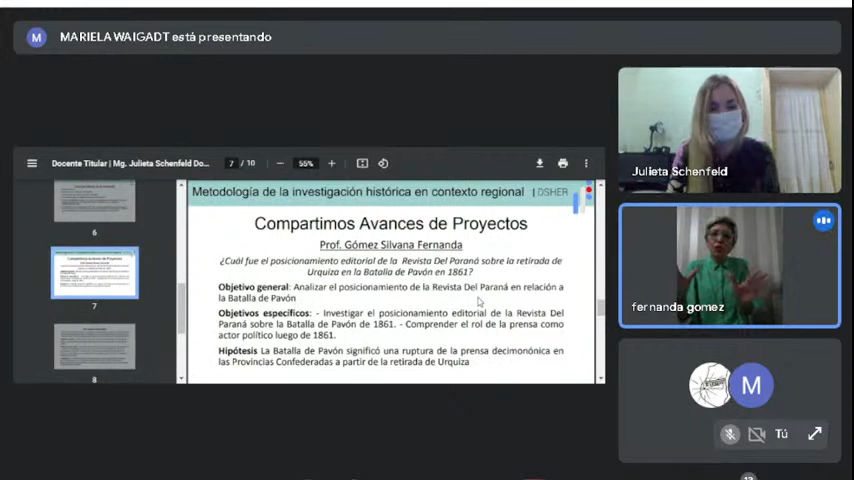 M MARIELA WAIGADT está presentando
Docente Titular | Mg. Julieta Schenfeld Do...
7 / 10
55%
6
7
8
Metodología de la investigación histórica en contexto regional | DSHER
Compartimos Avances de Proyectos
Prof. Gómez Silvana Fernanda
¿Cuál fue el posicionamiento editorial de la Revista Del Paraná sobre la retirada de
Urquiza en la Batalla de Pavón en 1861?
Objetivo general: Analizar el posicionamiento de la Revista Del Paraná en relación a
la Batalla de Pavón
Objetivos específicos: - Investigar el posicionamiento editorial de la Revista Del
Paraná sobre la Batalla de Pavón de 1861. - Comprender el rol de la prensa como
actor político luego de 1861.
Hipótesis La Batalla de Pavón significó una ruptura de la prensa decimonónica en
las Provincias Confederadas a partir de la retirada de Urquiza
Julieta Schenfeld
fernanda gomez
M
Tú